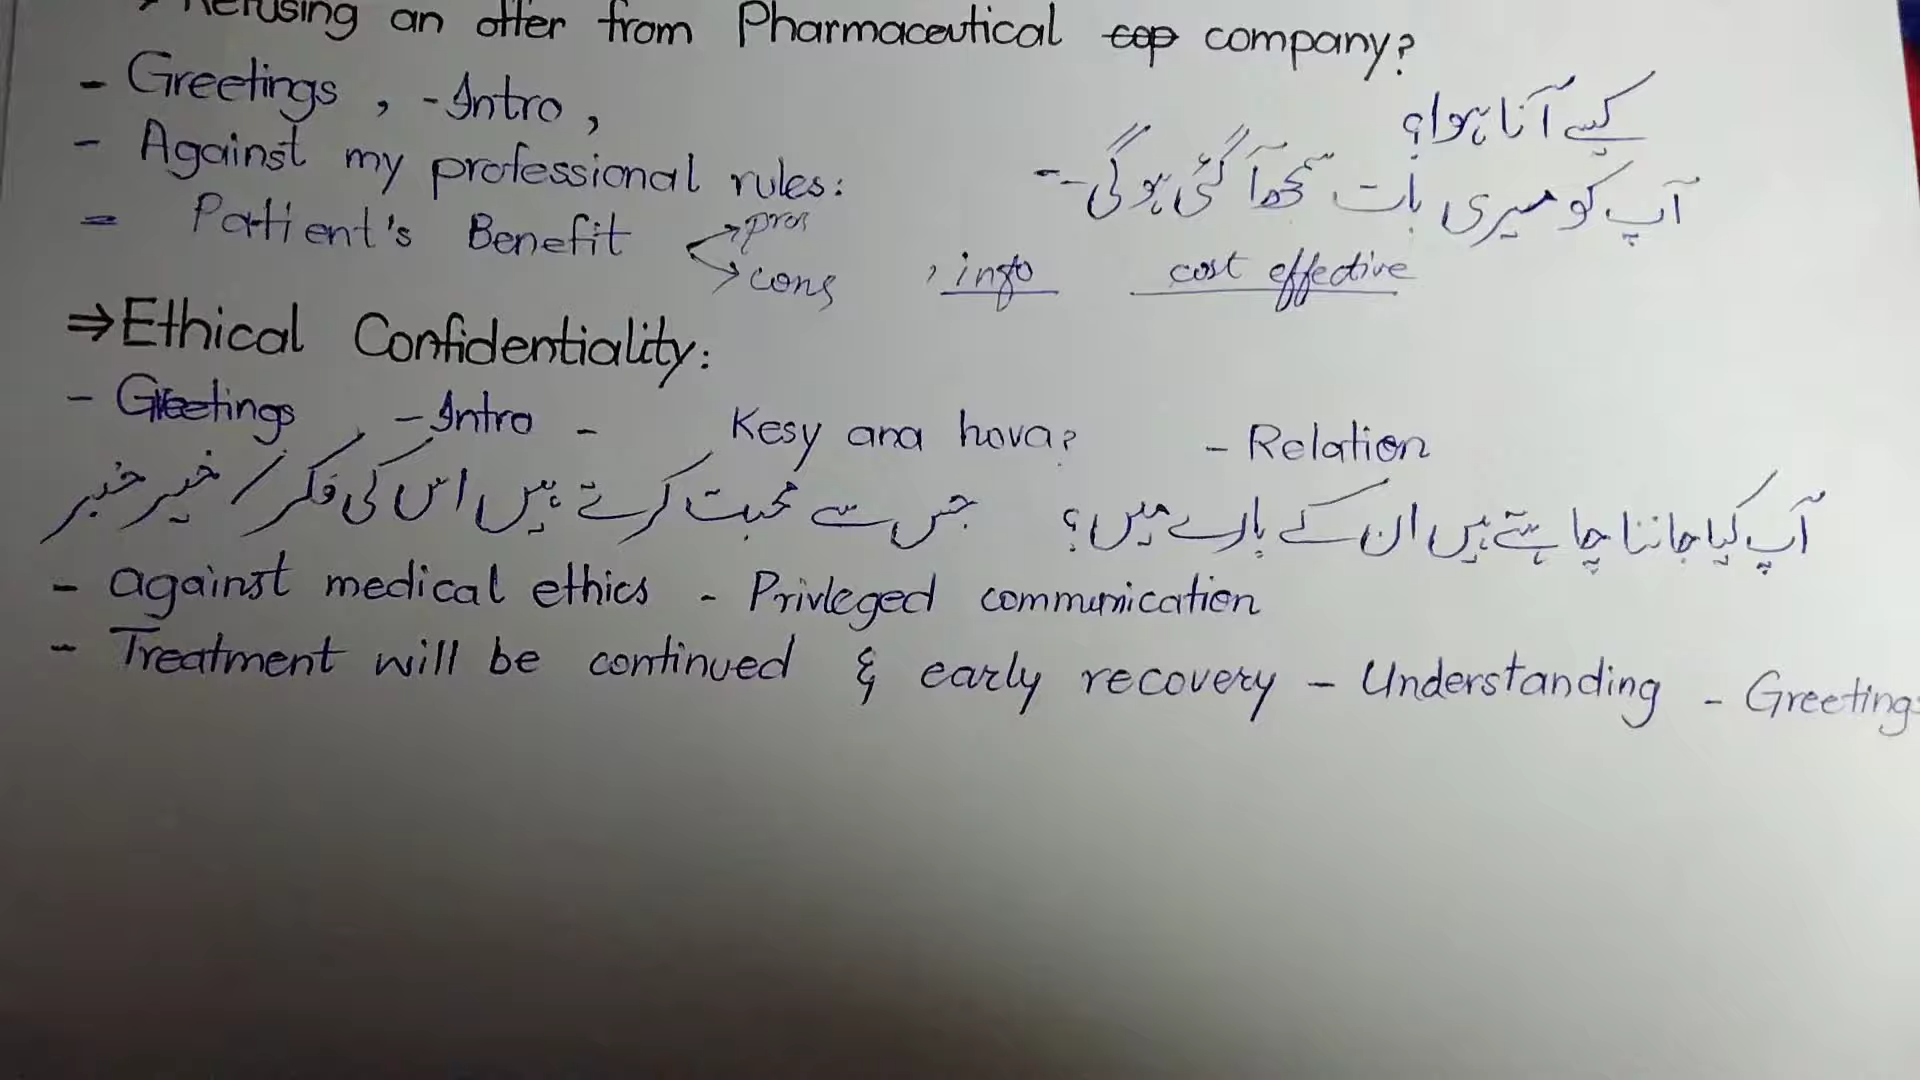 Refusing an offer from Pharmaceutical cop company?
- Greetings , - Intro , کیسے آنا ہوا؟
- Against my professional rules: آپ کو میری بات سمجھ آ گئی ہو گی --
= Patient's Benefit → pros → cons , info cost effective
⇒ Ethical Confidentiality:
- Greetings , - Intro - Kesy ana hova? - Relation
آپ کیا جاننا چاہتے ہیں ان کے بارے میں؟ جس سے محبت کرتے ہیں اس کی فکر / خیر خبر
- against medical ethics - Privleged communication
- Treatment will be continued & early recovery - Understanding - Greetings